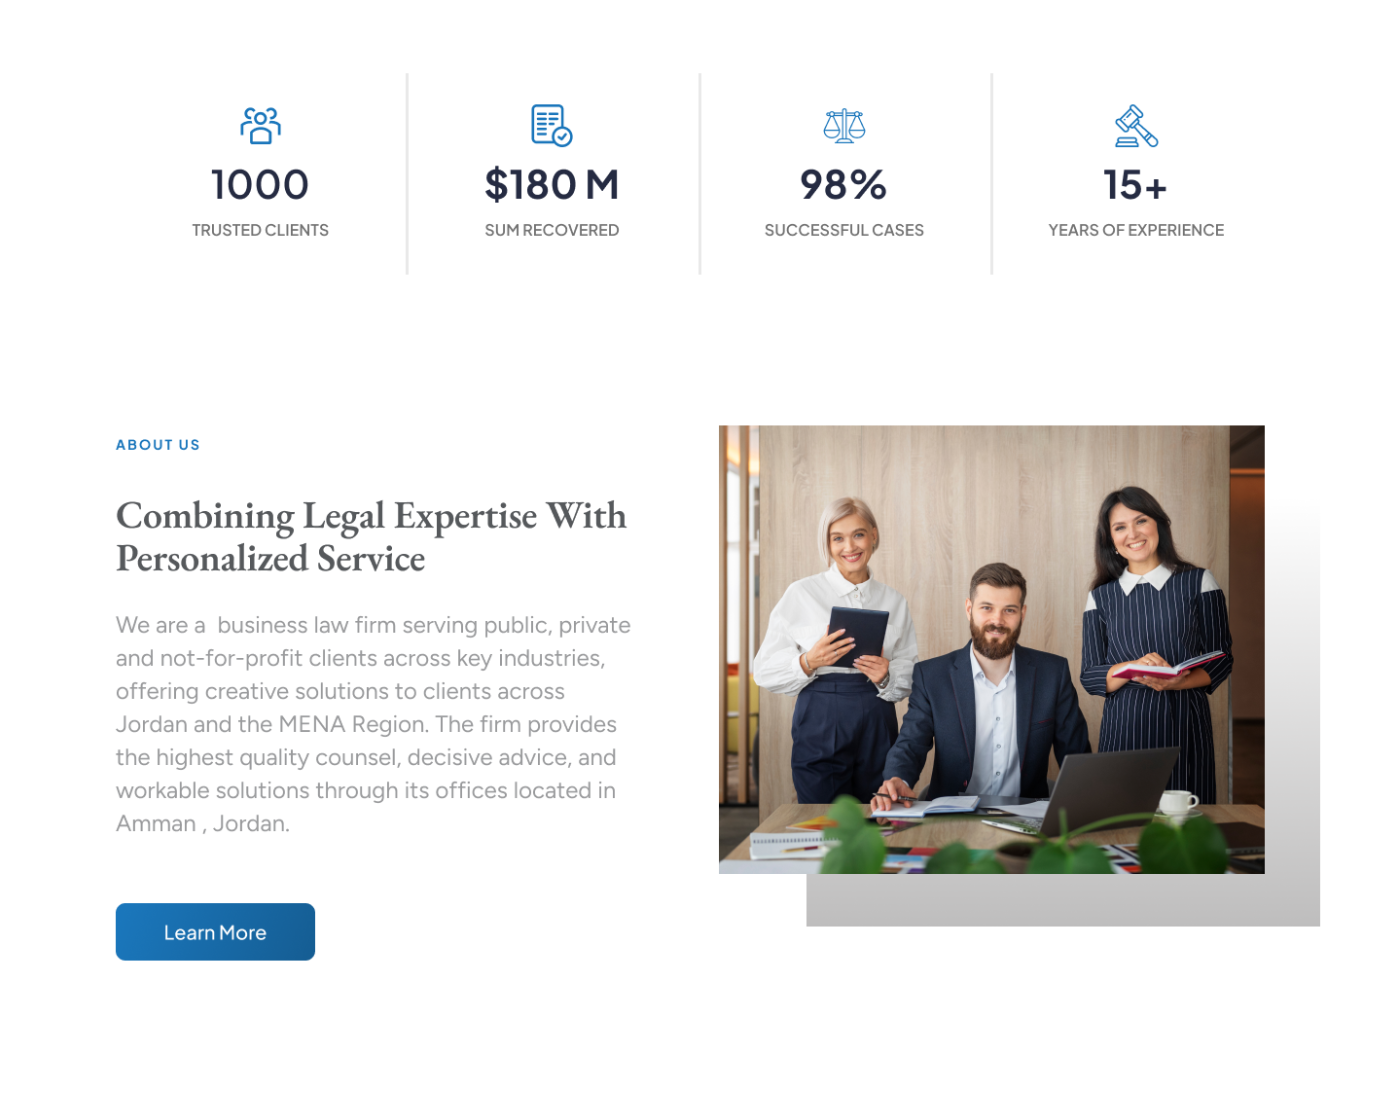 1000
TRUSTED CLIENTS
$180 M
SUM RECOVERED
98%
SUCCESSFUL CASES
15+
YEARS OF EXPERIENCE
ABOUT US
Combining Legal Expertise With
Personalized Service
We are a  business law firm serving public, private
and not-for-profit clients across key industries,
offering creative solutions to clients across
Jordan and the MENA Region. The firm provides
the highest quality counsel, decisive advice, and
workable solutions through its offices located in
Amman , Jordan.
Learn More